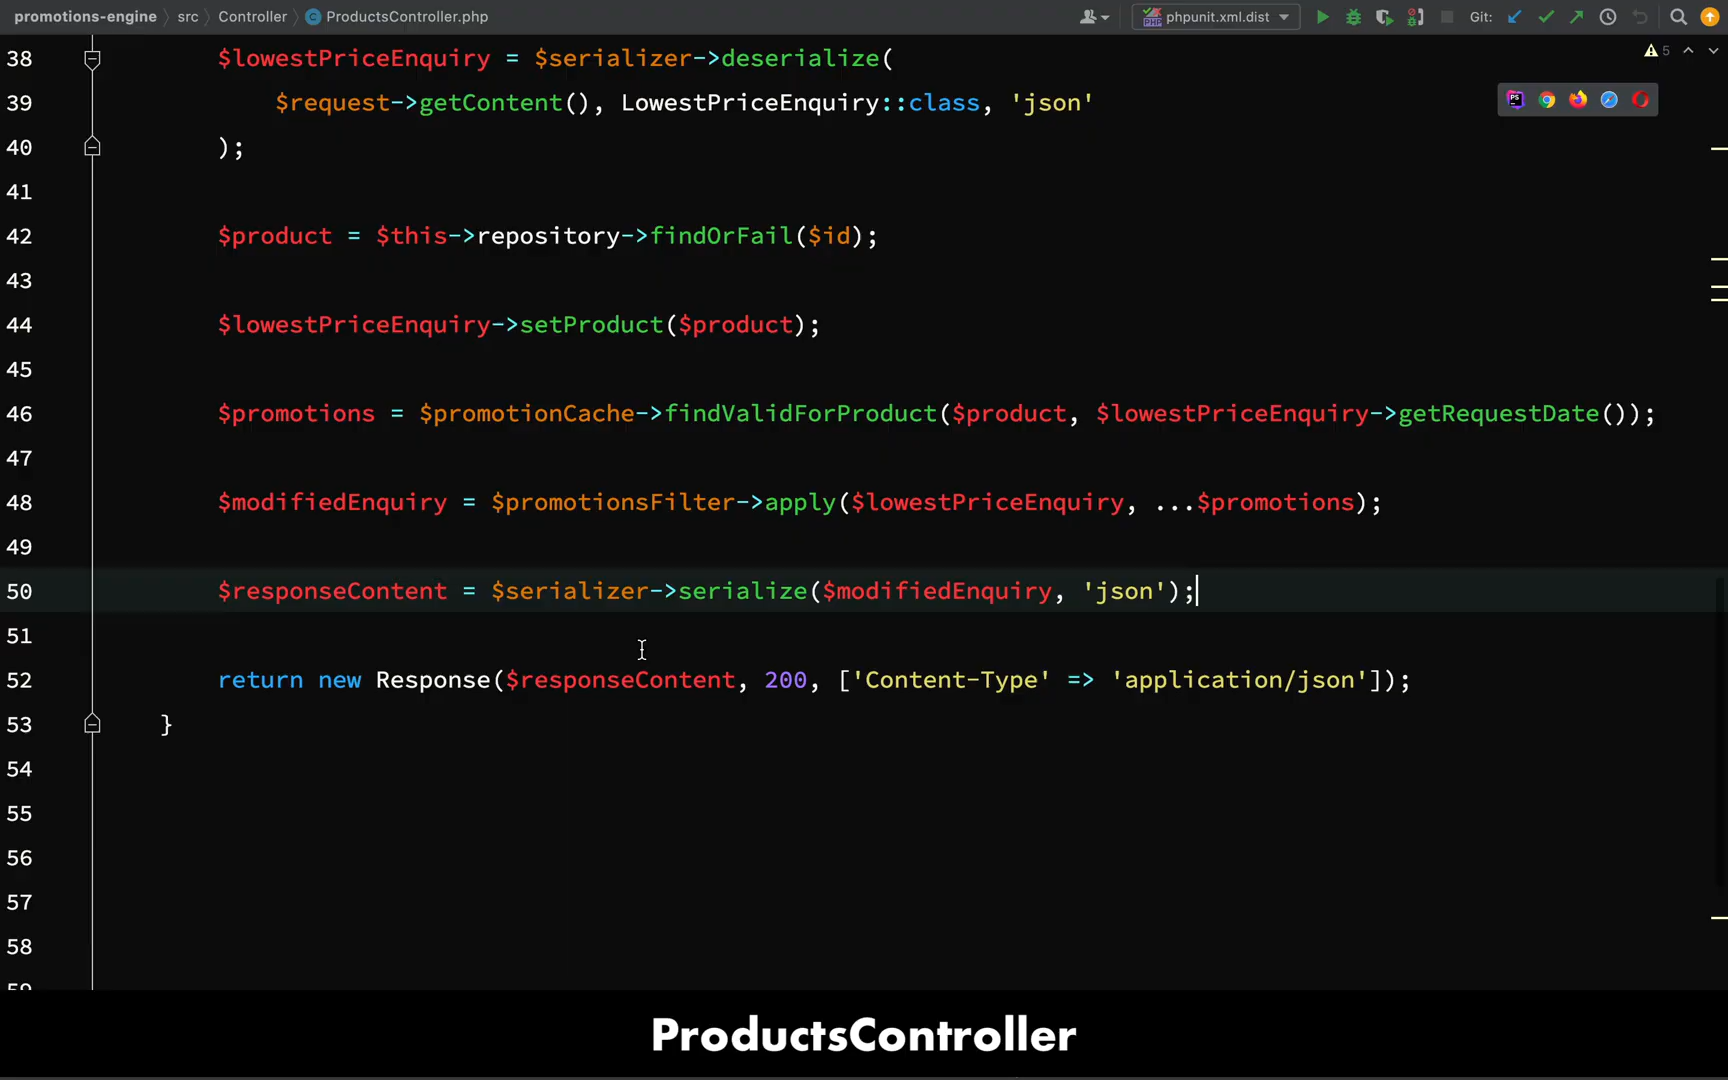 promotions-engine src Controller ProductsController.php phpunit.xml.dist Git:
5
38 $lowestPriceEnquiry = $serializer->deserialize(
39 $request->getContent(), LowestPriceEnquiry::class, 'json'
40 );
41
42 $product = $this->repository->findOrFail($id);
43
44 $lowestPriceEnquiry->setProduct($product);
45
46 $promotions = $promotionCache->findValidForProduct($product, $lowestPriceEnquiry->getRequestDate());
47
48 $modifiedEnquiry = $promotionsFilter->apply($lowestPriceEnquiry, ...$promotions);
49
50 $responseContent = $serializer->serialize($modifiedEnquiry, 'json');
51
52 return new Response($responseContent, 200, ['Content-Type' => 'application/json']);
53 }
54
55
56
57
58
59
ProductsController